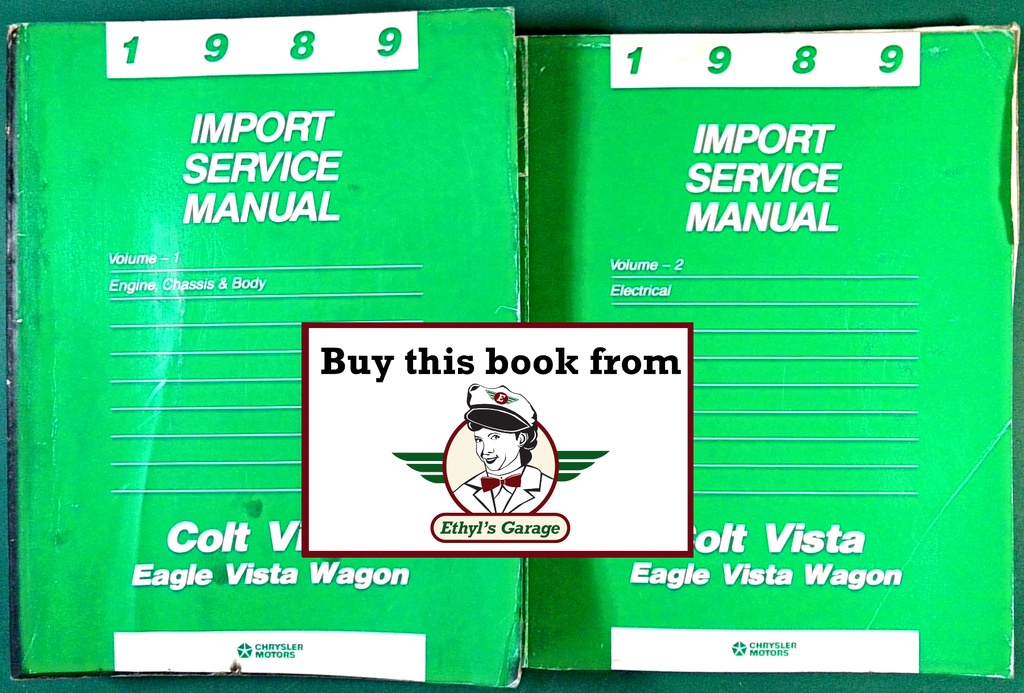 1 9 8 9
IMPORT
SERVICE
MANUAL
Volume – 1
Engine, Chassis & Body
Colt Vi
Eagle Vista Wagon
CHRYSLER
MOTORS
1 9 8 9
IMPORT
SERVICE
MANUAL
Volume – 2
Electrical
olt Vista
Eagle Vista Wagon
CHRYSLER
MOTORS
Buy this book from
E
Ethyl's Garage